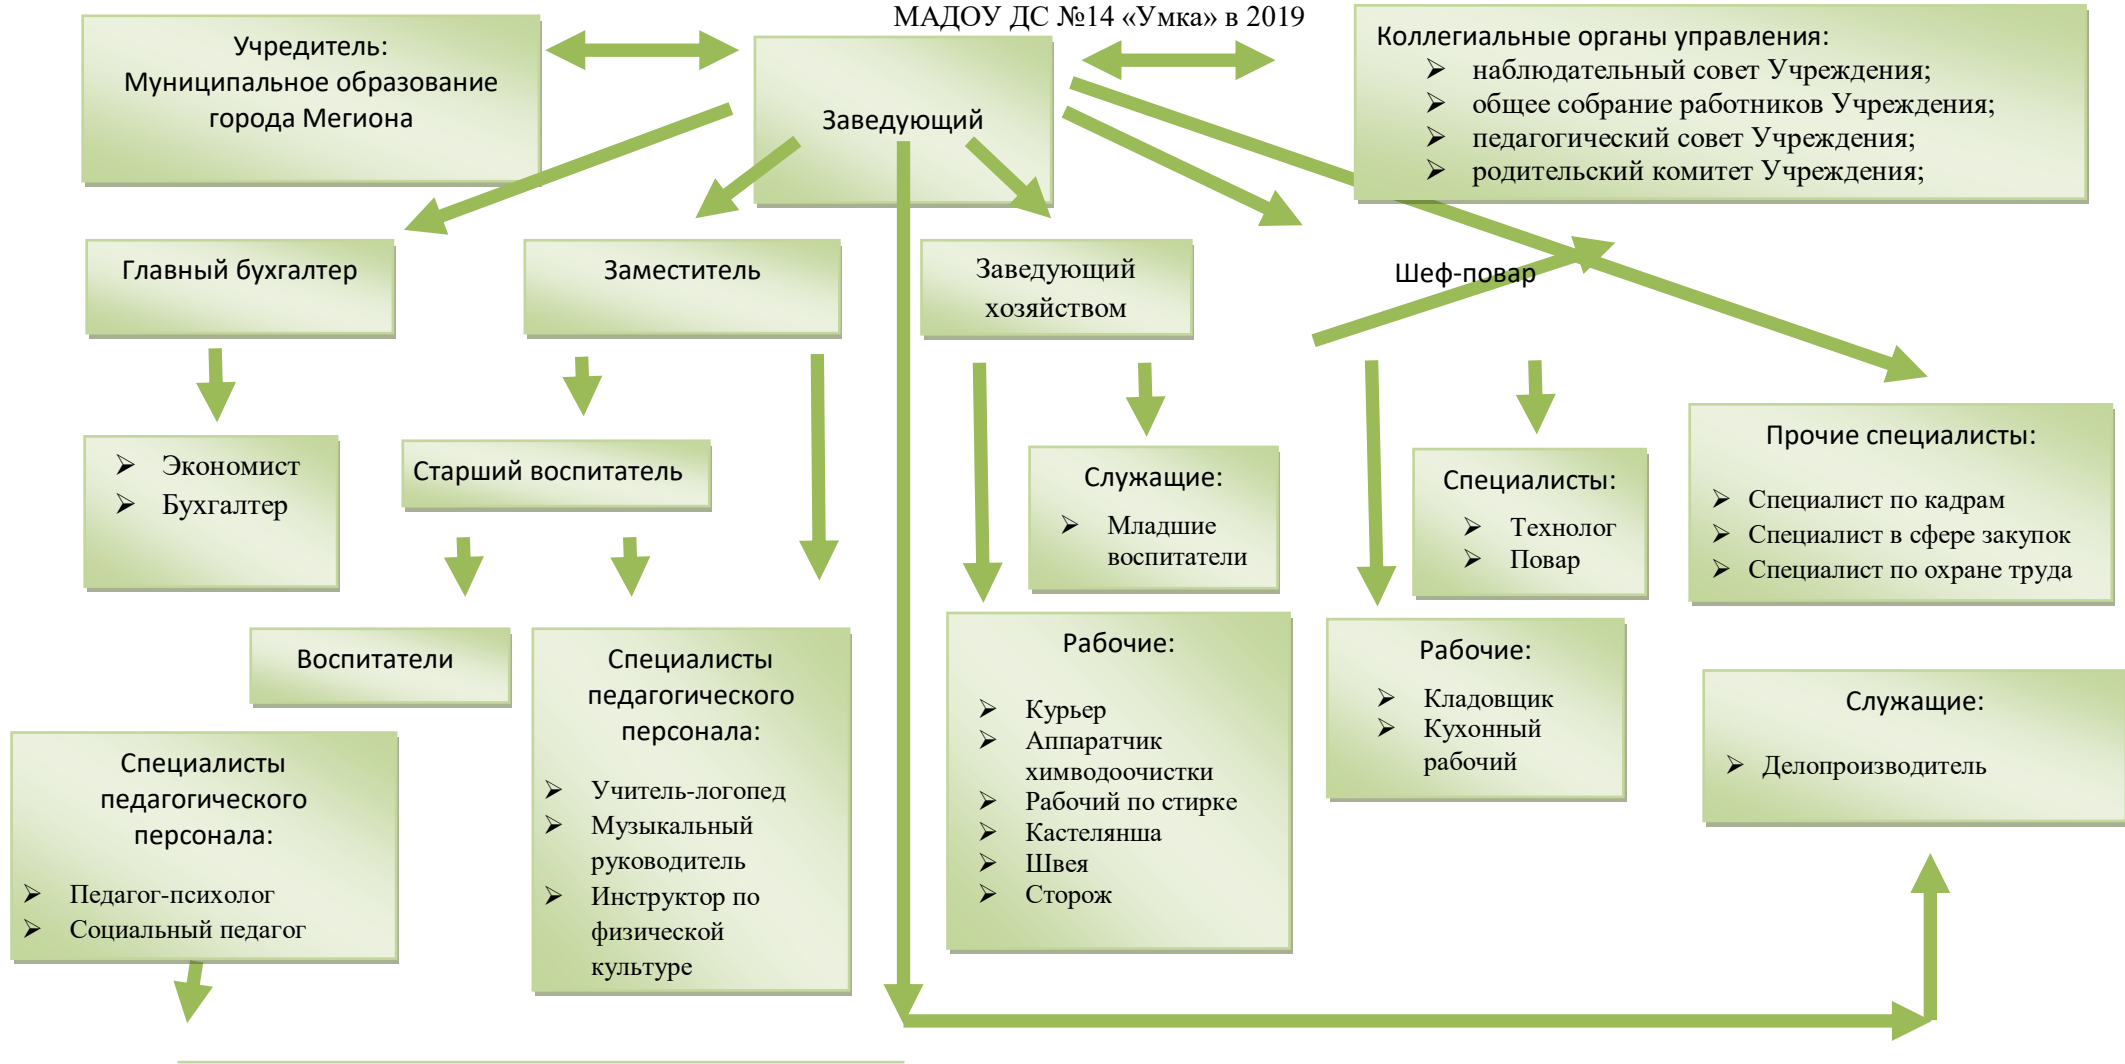 МАДОУ ДС №14 «Умка» в 2019
Учредитель:
Муниципальное образование
города Мегиона
Заведующий
Коллегиальные органы управления:
➢ наблюдательный совет Учреждения;
➢ общее собрание работников Учреждения;
➢ педагогический совет Учреждения;
➢ родительский комитет Учреждения;
Главный бухгалтер
Заместитель
Заведующий
хозяйством
Шеф-повар
➢ Экономист
➢ Бухгалтер
Старший воспитатель
Служащие:
➢ Младшие
воспитатели
Специалисты:
➢ Технолог
➢ Повар
Прочие специалисты:
➢ Специалист по кадрам
➢ Специалист в сфере закупок
➢ Специалист по охране труда
Воспитатели
Специалисты
педагогического
персонала:
➢ Учитель-логопед
➢ Музыкальный
руководитель
➢ Инструктор по
физической
культуре
Рабочие:
➢ Курьер
➢ Аппаратчик
химводоочистки
➢ Рабочий по стирке
➢ Кастелянша
➢ Швея
➢ Сторож
Рабочие:
➢ Кладовщик
➢ Кухонный
рабочий
Служащие:
➢ Делопроизводитель
Специалисты
педагогического
персонала:
➢ Педагог-психолог
➢ Социальный педагог